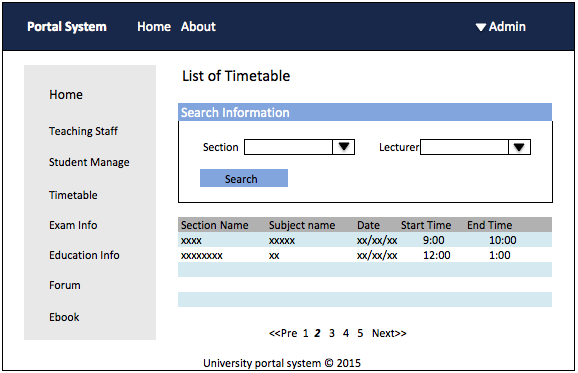 Portal System Home About Admin
Home
Teaching Staff
Student Manage
Timetable
Exam Info
Education Info
Forum
Ebook
List of Timetable
Search Information
Section Lecturer
Search
Section Name Subject name Date Start Time End Time
xxxx xxxxx xx/xx/xx 9:00 10:00
xxxxxxxx xx xx/xx/xx 12:00 1:00
<<Pre 1 2 3 4 5 Next>>
University portal system © 2015